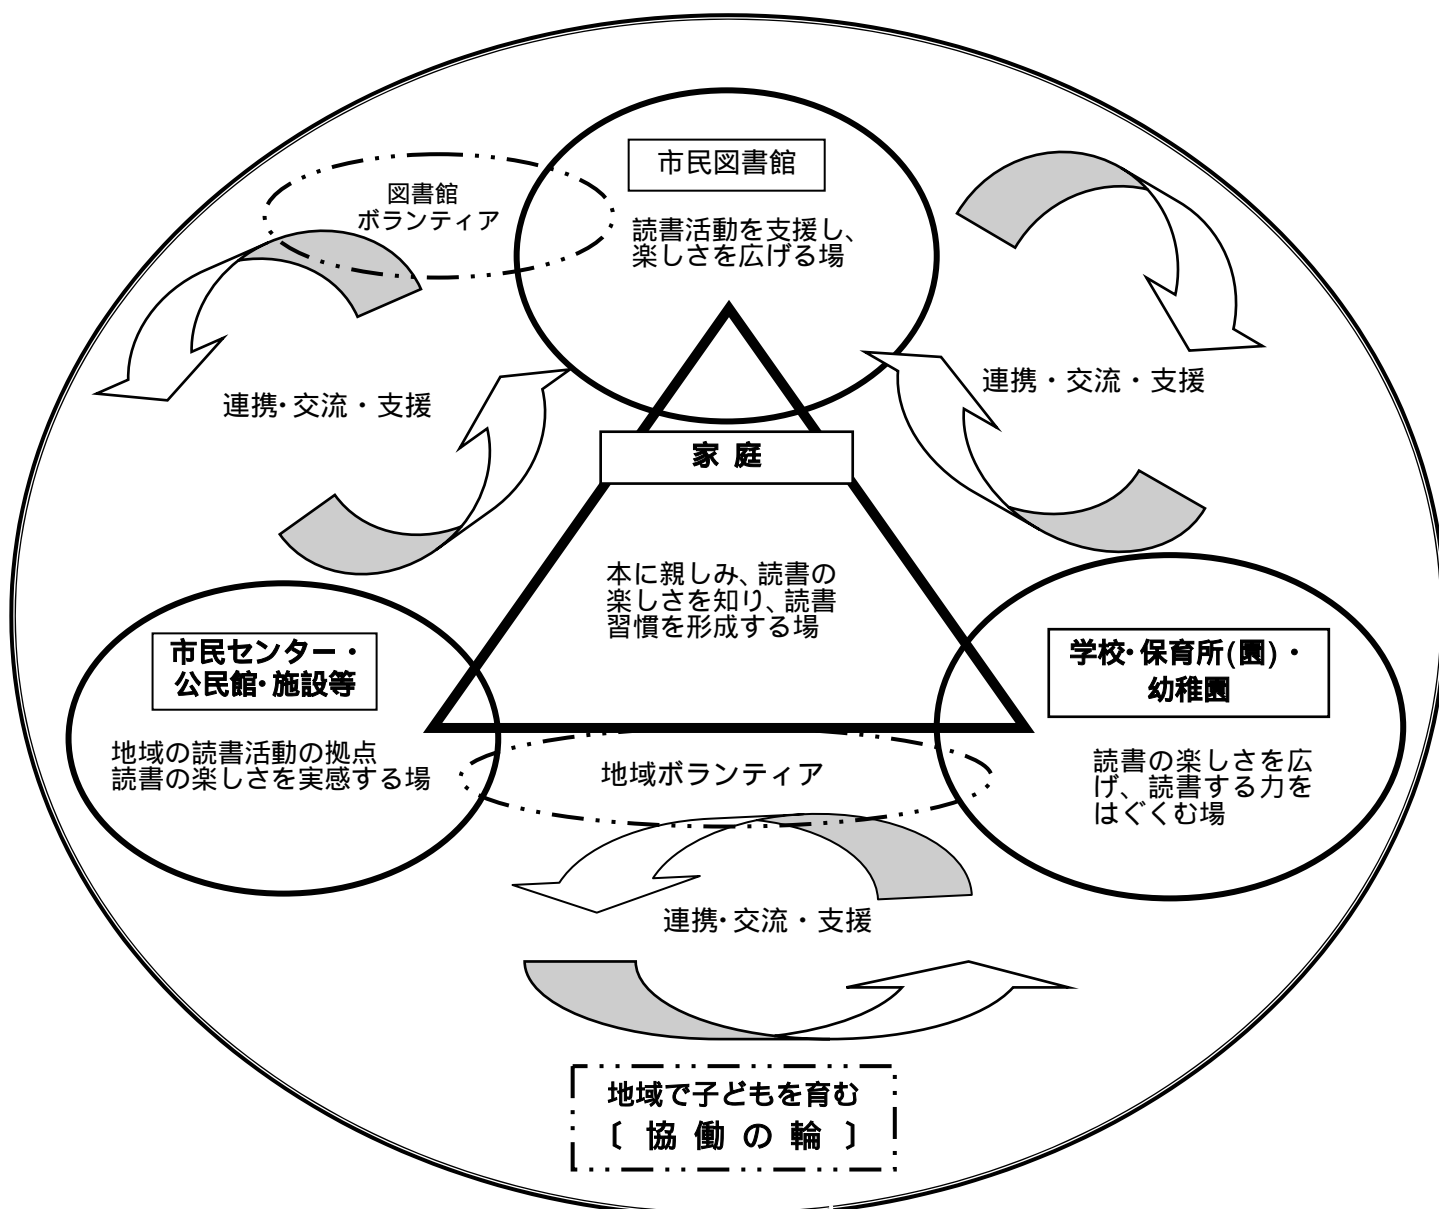 市民図書館
読書活動を支援し、
楽しさを広げる場
図書館
ボランティア
連携・交流・支援
連携・交流・支援
家 庭
本に親しみ、読書の
楽しさを知り、読書
習慣を形成する場
市民センター・
公民館・施設等
地域の読書活動の拠点
読書の楽しさを実感する場
学校・保育所(園)・
幼稚園
読書の楽しさを広
げ、読書する力を
はぐくむ場
地域ボランティア
連携・交流・支援
地域で子どもを育む
〔 協 働 の 輪 〕